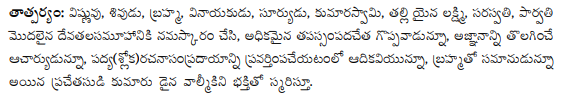 తాత్పర్యం: విష్ణువు, శివుడు, బ్రహ్మ, వినాయకుడు, సూర్యుడు, కుమారస్వామి, తల్లి యైన లక్ష్మి, సరస్వతి, పార్వతి
మొదలైన దేవతలసమూహానికి నమస్కారం చేసి, అధికమైన తపస్సంపదచేత గొప్పవాడున్నూ, అజ్ఞానాన్ని తొలగించే
ఆచార్యుడున్నూ, పద్య(శ్లోక)రచనాసంప్రదాయాన్ని ప్రవర్తింపచేయటంలో ఆదికవియున్నూ, బ్రహ్మతో సమానుడున్నూ
అయిన ప్రచేతసుడి కుమారు డైన వాల్మీకిని భక్తితో స్మరిస్తూ.